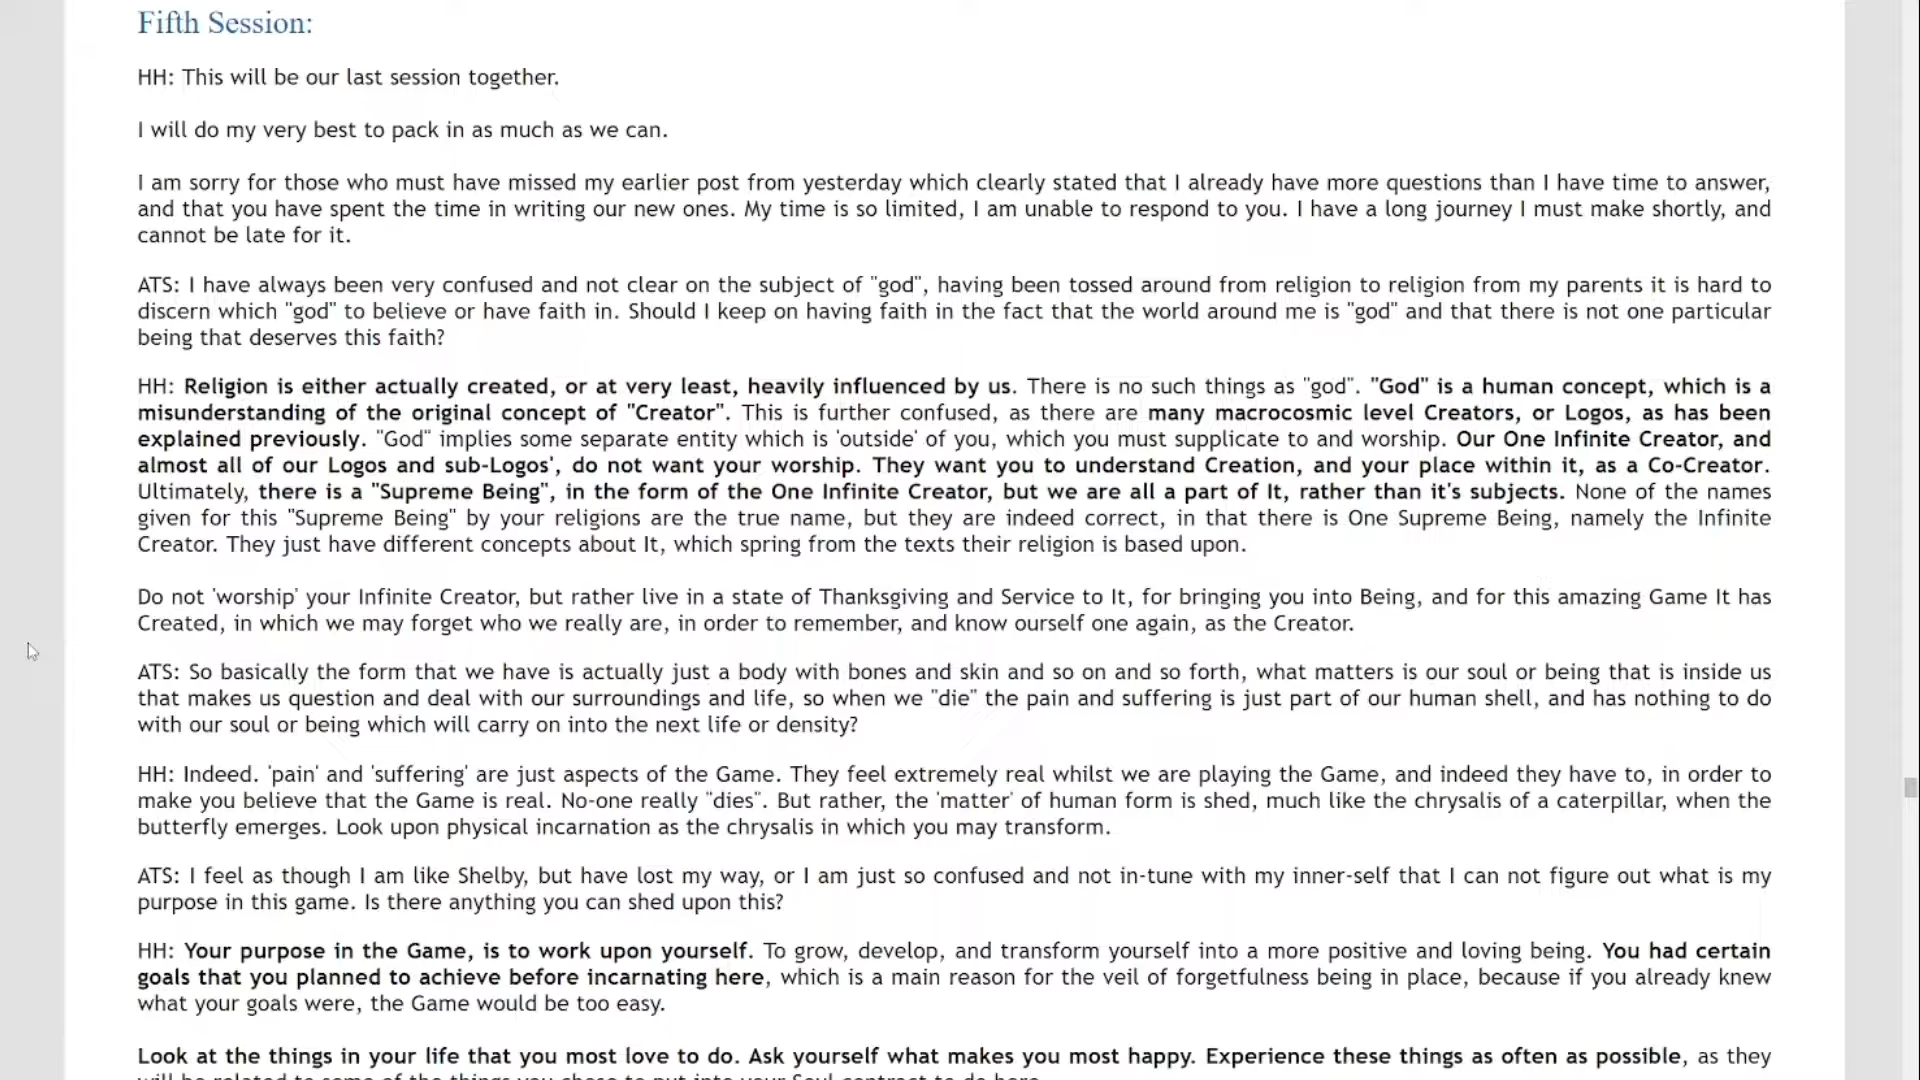 Fifth Session:
HH: This will be our last session together.
I will do my very best to pack in as much as we can.
I am sorry for those who must have missed my earlier post from yesterday which clearly stated that I already have more questions than I have time to answer,
and that you have spent the time in writing our new ones. My time is so limited, I am unable to respond to you. I have a long journey I must make shortly, and
cannot be late for it.
ATS: I have always been very confused and not clear on the subject of "god", having been tossed around from religion to religion from my parents it is hard to
discern which "god" to believe or have faith in. Should I keep on having faith in the fact that the world around me is "god" and that there is not one particular
being that deserves this faith?
HH: Religion is either actually created, or at very least, heavily influenced by us. There is no such things as "god". "God" is a human concept, which is a
misunderstanding of the original concept of "Creator". This is further confused, as there are many macrocosmic level Creators, or Logos, as has been
explained previously. "God" implies some separate entity which is 'outside' of you, which you must supplicate to and worship. Our One Infinite Creator, and
almost all of our Logos and sub-Logos', do not want your worship. They want you to understand Creation, and your place within it, as a Co-Creator.
Ultimately, there is a "Supreme Being", in the form of the One Infinite Creator, but we are all a part of It, rather than it's subjects. None of the names
given for this "Supreme Being" by your religions are the true name, but they are indeed correct, in that there is One Supreme Being, namely the Infinite
Creator. They just have different concepts about It, which spring from the texts their religion is based upon.
Do not 'worship' your Infinite Creator, but rather live in a state of Thanksgiving and Service to It, for bringing you into Being, and for this amazing Game It has
Created, in which we may forget who we really are, in order to remember, and know ourself one again, as the Creator.
ATS: So basically the form that we have is actually just a body with bones and skin and so on and so forth, what matters is our soul or being that is inside us
that makes us question and deal with our surroundings and life, so when we "die" the pain and suffering is just part of our human shell, and has nothing to do
with our soul or being which will carry on into the next life or density?
HH: Indeed. 'pain' and 'suffering' are just aspects of the Game. They feel extremely real whilst we are playing the Game, and indeed they have to, in order to
make you believe that the Game is real. No-one really "dies". But rather, the 'matter' of human form is shed, much like the chrysalis of a caterpillar, when the
butterfly emerges. Look upon physical incarnation as the chrysalis in which you may transform.
ATS: I feel as though I am like Shelby, but have lost my way, or I am just so confused and not in-tune with my inner-self that I can not figure out what is my
purpose in this game. Is there anything you can shed upon this?
HH: Your purpose in the Game, is to work upon yourself. To grow, develop, and transform yourself into a more positive and loving being. You had certain
goals that you planned to achieve before incarnating here, which is a main reason for the veil of forgetfulness being in place, because if you already knew
what your goals were, the Game would be too easy.
Look at the things in your life that you most love to do. Ask yourself what makes you most happy. Experience these things as often as possible, as they
will be related to some of the things you chose to put into your Soul contract to do here.